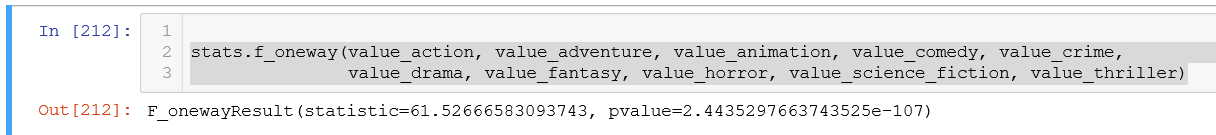 In [212]:
1
2 stats.f_oneway(value_action, value_adventure, value_animation, value_comedy, value_crime,
3 value_drama, value_fantasy, value_horror, value_science_fiction, value_thriller)
Out[212]: F_onewayResult(statistic=61.52666583093743, pvalue=2.4435297663743525e-107)